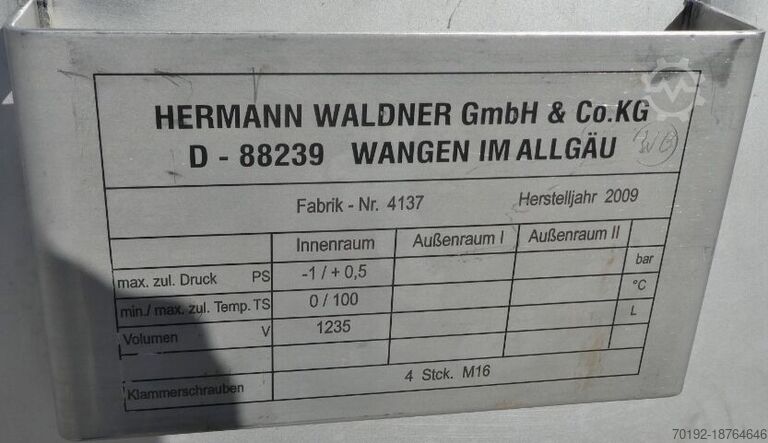 HERMANN WALDNER GmbH & Co.KG
D - 88239 WANGEN IM ALLGÄU
Fabrik - Nr. 4137 Herstelljahr 2009
Innenraum Außenraum I Außenraum II
max. zul. Druck PS -1 / + 0,5 bar
min./ max. zul. Temp. TS 0 / 100 °C
Volumen V 1235 L
Klammerschrauben 4 Stck. M16
70192-18764646